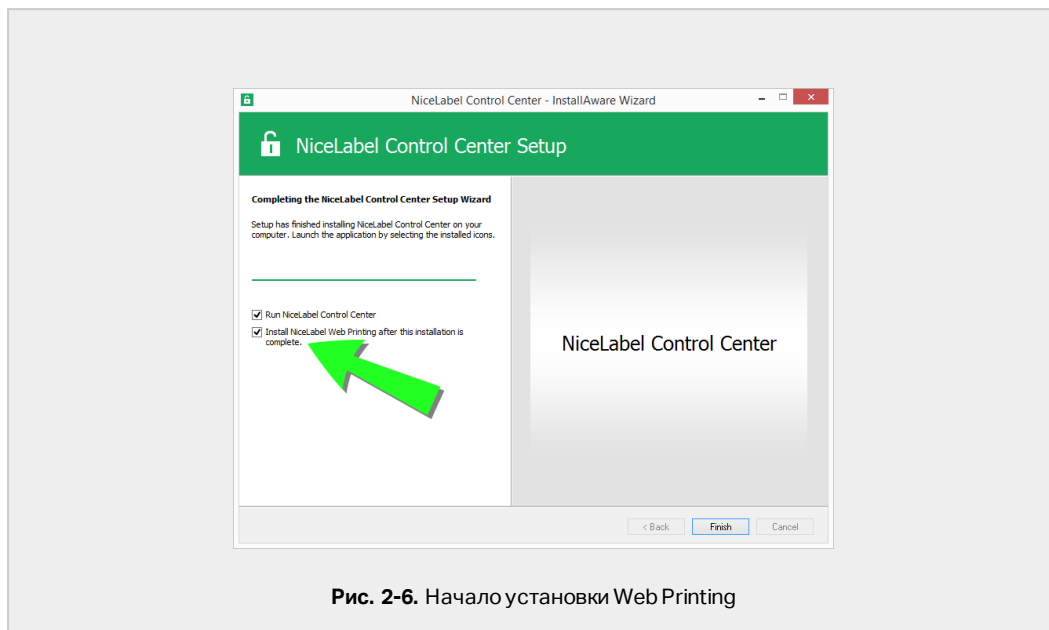 NiceLabel Control Center - InstallAware Wizard
NiceLabel Control Center Setup
Completing the NiceLabel Control Center Setup Wizard
Setup has finished installing NiceLabel Control Center on your
computer. Launch the application by selecting the installed icons.
Run NiceLabel Control Center
Install NiceLabel Web Printing after this installation is
complete.
NiceLabel Control Center
< Back
Finish
Cancel
Рис. 2-6. Начало установки Web Printing